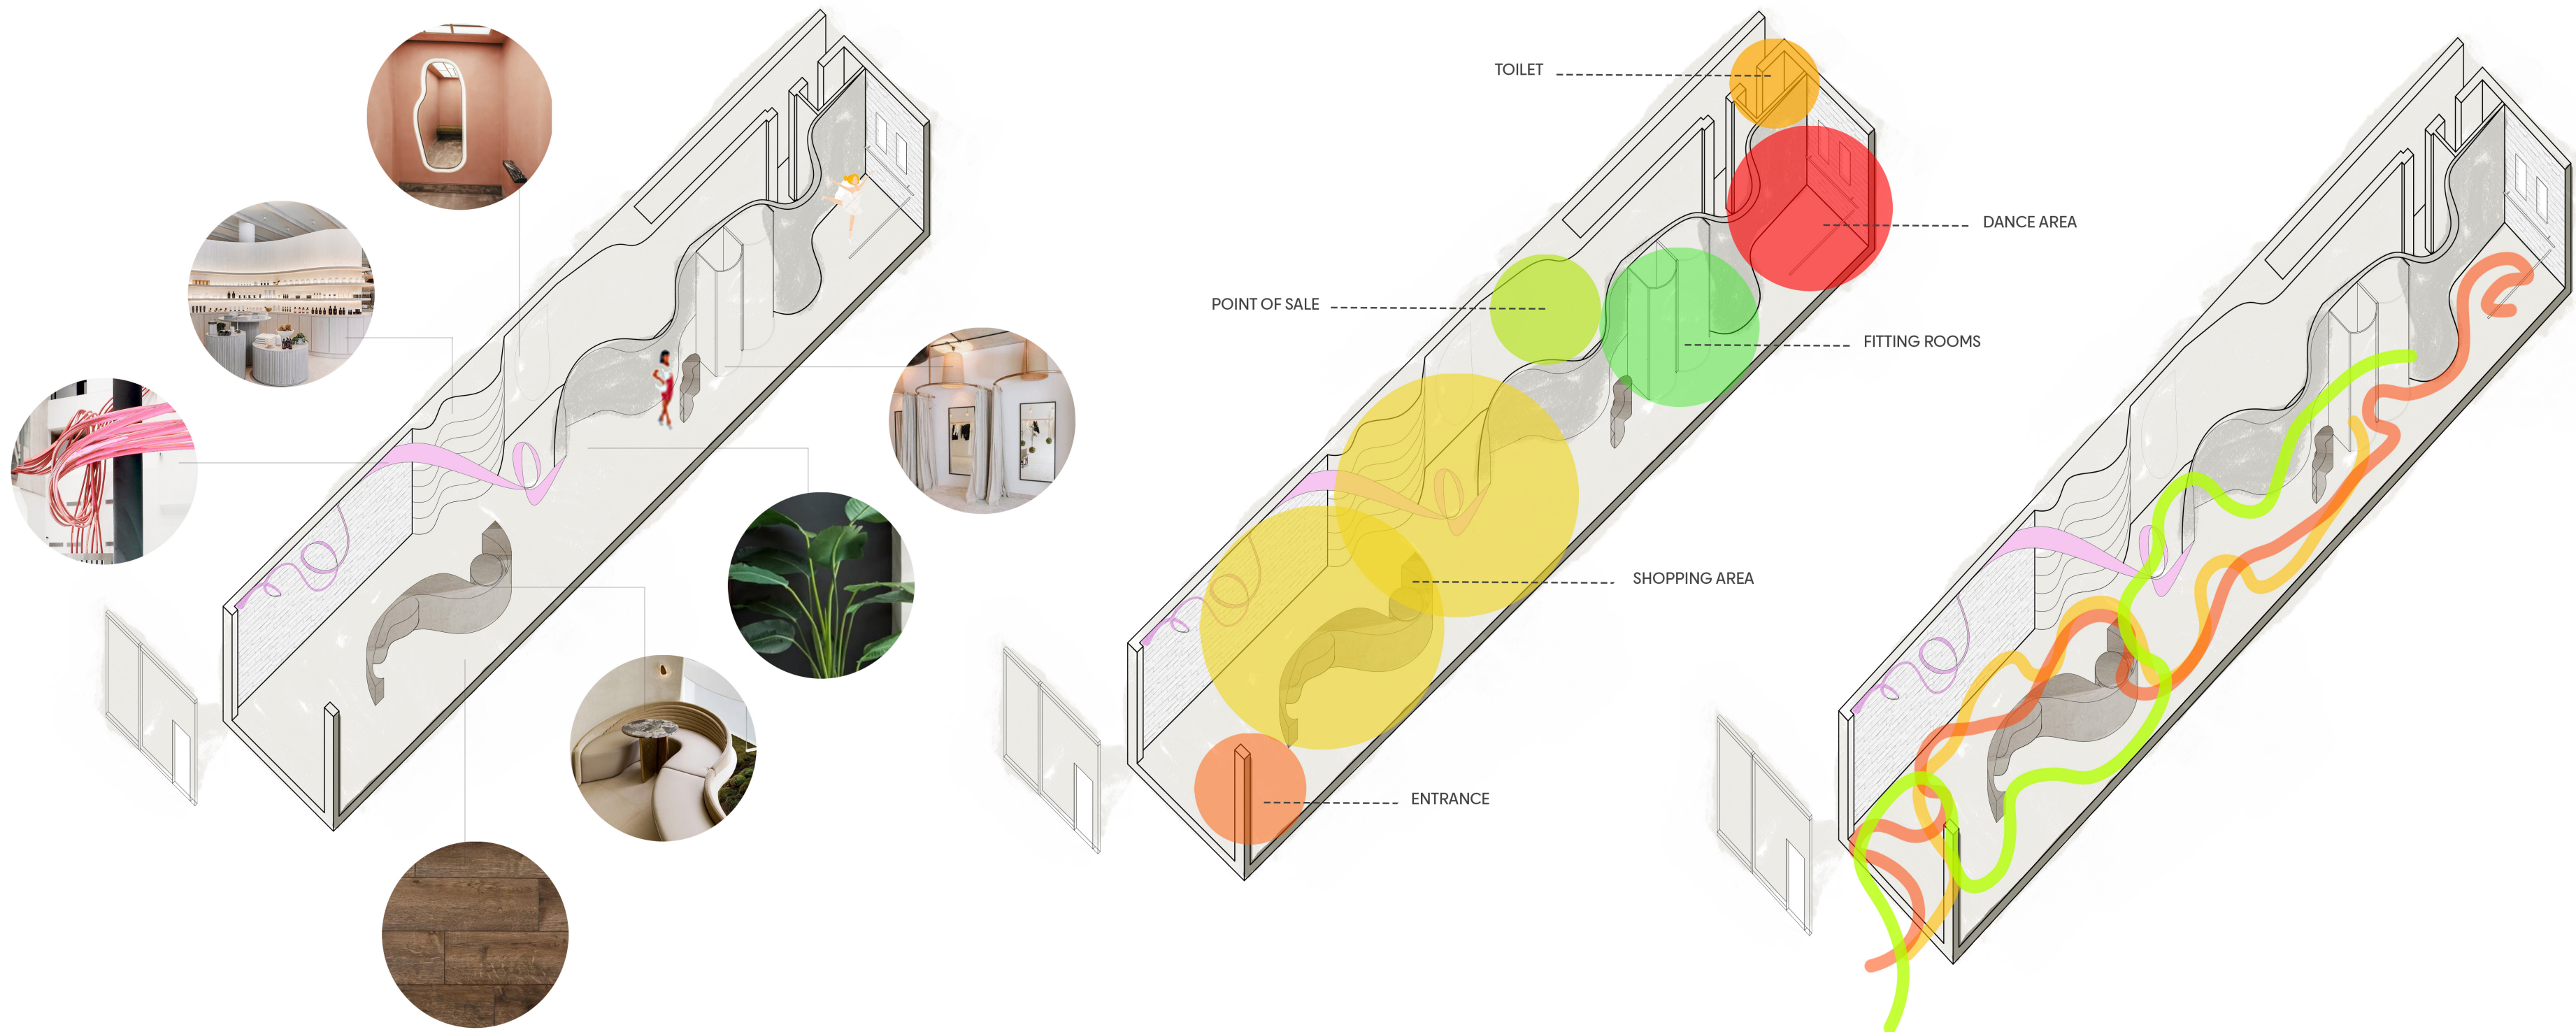 TOILET
DANCE AREA
POINT OF SALE
FITTING ROOMS
SHOPPING AREA
ENTRANCE